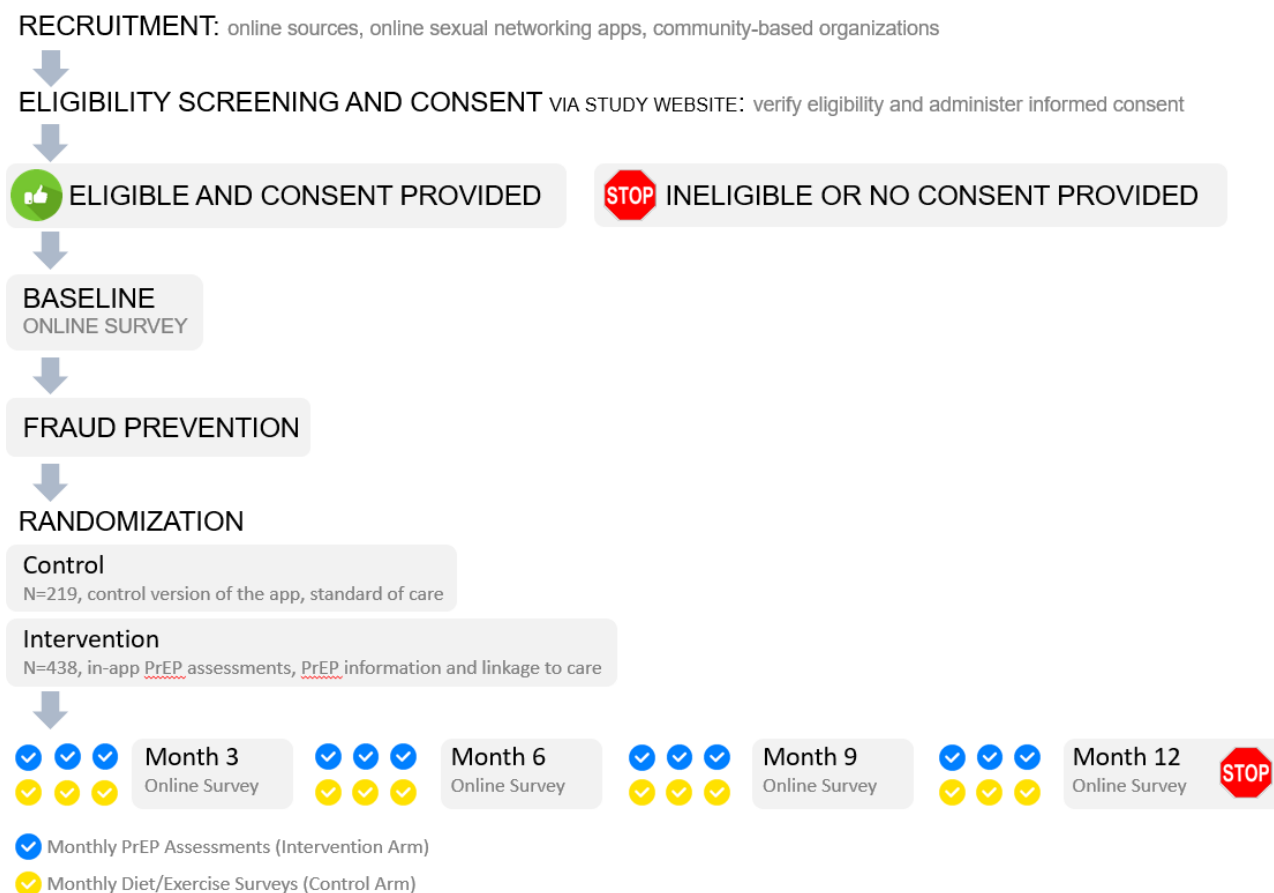 RECRUITMENT: online sources, online sexual networking apps, community-based organizations
ELIGIBILITY SCREENING AND CONSENT VIA STUDY WEBSITE: verify eligibility and administer informed consent
ELIGIBLE AND CONSENT PROVIDED
STOP INELIGIBLE OR NO CONSENT PROVIDED
BASELINE
ONLINE SURVEY
FRAUD PREVENTION
RANDOMIZATION
Control
N=219, control version of the app, standard of care
Intervention
N=438, in-app PrEP assessments, PrEP information and linkage to care
Month 3
Online Survey
Month 6
Online Survey
Month 9
Online Survey
Month 12
Online Survey
STOP
Monthly PrEP Assessments (Intervention Arm)
Monthly Diet/Exercise Surveys (Control Arm)